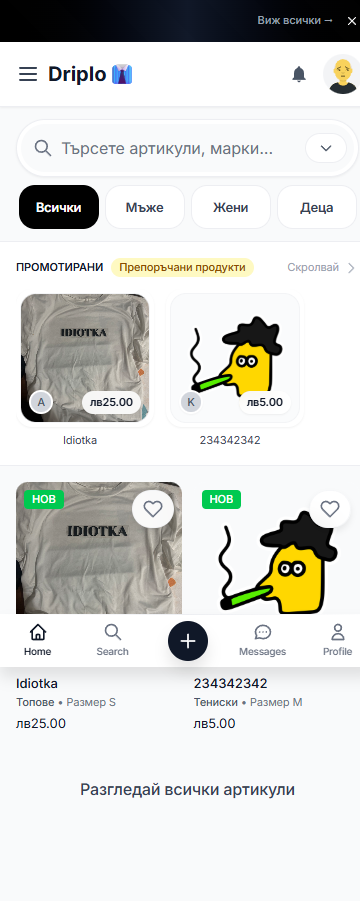 Виж всички →
Driplo
Търсете артикули, марки...
Всички
Мъже
Жени
Деца
ПРОМОТИРАНИ
Препоръчани продукти
Скролвай
IDIOTKA
A
лв25.00
K
лв5.00
Idiotka
234342342
НОВ
IDIOTKA
НОВ
Home
Search
Messages
Profile
Idiotka
234342342
Топове • Размер S
Тениски • Размер M
лв25.00
лв5.00
Разгледай всички артикули